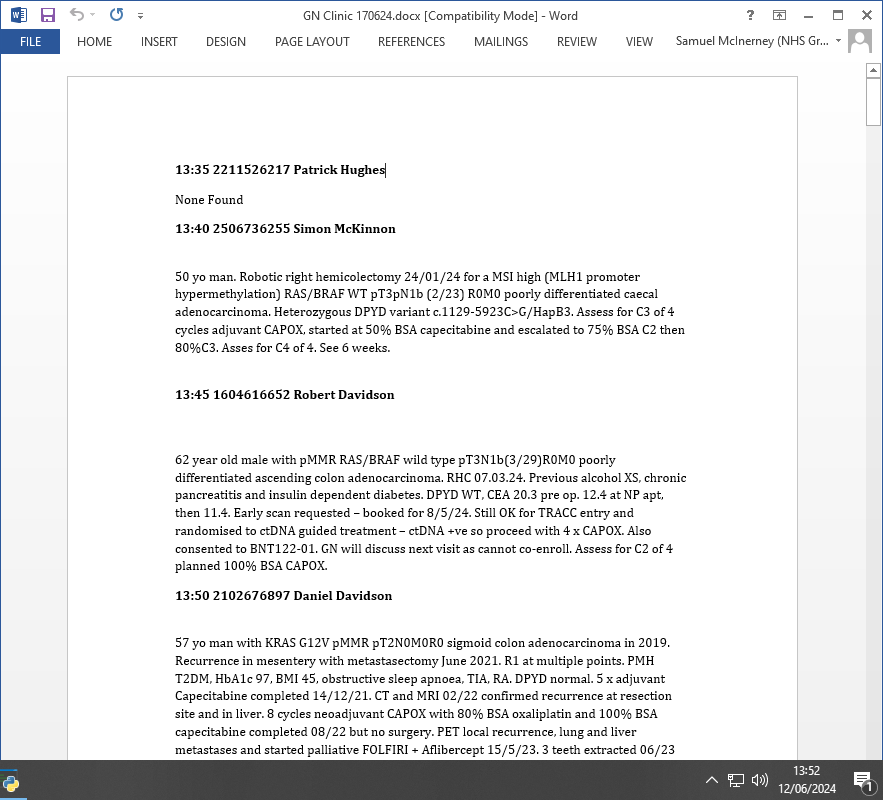 GN Clinic 170624.docx [Compatibility Mode] - Word
FILE HOME INSERT DESIGN PAGE LAYOUT REFERENCES MAILINGS REVIEW VIEW Samuel McInerney (NHS Gr...
13:35 2211526217 Patrick Hughes
None Found
13:40 2506736255 Simon McKinnon
50 yo man. Robotic right hemicolectomy 24/01/24 for a MSI high (MLH1 promoter
hypermethylation) RAS/BRAF WT pT3pN1b (2/23) R0M0 poorly differentiated caecal
adenocarcinoma. Heterozygous DPYD variant c.1129-5923C>G/HapB3. Assess for C3 of 4
cycles adjuvant CAPOX, started at 50% BSA capecitabine and escalated to 75% BSA C2 then
80%C3. Asses for C4 of 4. See 6 weeks.
13:45 1604616652 Robert Davidson
62 year old male with pMMR RAS/BRAF wild type pT3N1b(3/29)R0M0 poorly
differentiated ascending colon adenocarcinoma. RHC 07.03.24. Previous alcohol XS, chronic
pancreatitis and insulin dependent diabetes. DPYD WT, CEA 20.3 pre op. 12.4 at NP apt,
then 11.4. Early scan requested – booked for 8/5/24. Still OK for TRACC entry and
randomised to ctDNA guided treatment – ctDNA +ve so proceed with 4 x CAPOX. Also
consented to BNT122-01. GN will discuss next visit as cannot co-enroll. Assess for C2 of 4
planned 100% BSA CAPOX.
13:50 2102676897 Daniel Davidson
57 yo man with KRAS G12V pMMR pT2N0M0R0 sigmoid colon adenocarcinoma in 2019.
Recurrence in mesentery with metastasectomy June 2021. R1 at multiple points. PMH
T2DM, HbA1c 97, BMI 45, obstructive sleep apnoea, TIA, RA. DPYD normal. 5 x adjuvant
Capecitabine completed 14/12/21. CT and MRI 02/22 confirmed recurrence at resection
site and in liver. 8 cycles neoadjuvant CAPOX with 80% BSA oxaliplatin and 100% BSA
capecitabine completed 08/22 but no surgery. PET local recurrence, lung and liver
metastases and started palliative FOLFIRI + Aflibercept 15/5/23. 3 teeth extracted 06/23
13:52
12/06/2024
1